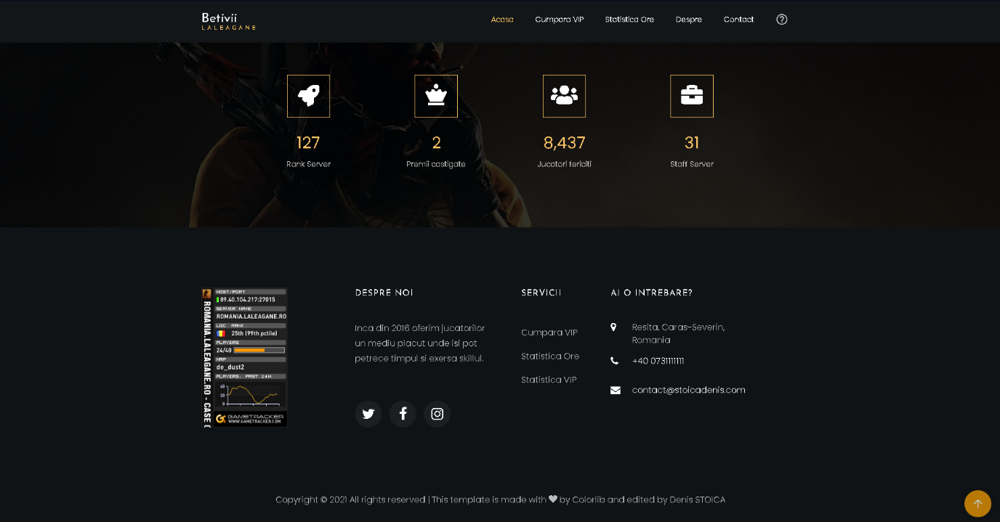 Betivii
LALEAGANE
Acasa
Cumpara VIP
Statistica Ore
Despre
Contact
127
Rank Server
2
Premii castigate
8,437
Jucatori fericiti
31
Staff Server
ROMANIA.LALEAGANE.RO - CASE
HOST/PORT
89.40.104.217:27015
SERVER NAME
ROMANIA.LALEAGANE.RO
LOC RANK
25th (99th pctile)
PLAYERS
24/40
MAP
de_dust2
PLAYERS, PAST 24H
40
20
0
GAMETRACKER
WWW.GAMETRACKER.COM
DESPRE NOI
Inca din 2016 oferim jucatorilor
un mediu placut unde isi pot
petrece timpul si exersa skillul.
SERVICII
Cumpara VIP
Statistica Ore
Statistica VIP
AI O INTREBARE?
Resita, Caras-Severin,
Romania
+40 0731111111
contact@stoicadenis.com
Copyright © 2021 All rights reserved | This template is made with ♥ by Colorlib and edited by Denis STOICA